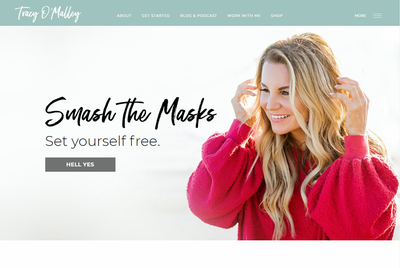 Tracy O'Malley
ABOUT GET STARTED BLOG & PODCAST WORK WITH ME SHOP MORE
Smash the Masks
Set yourself free.
HELL YES